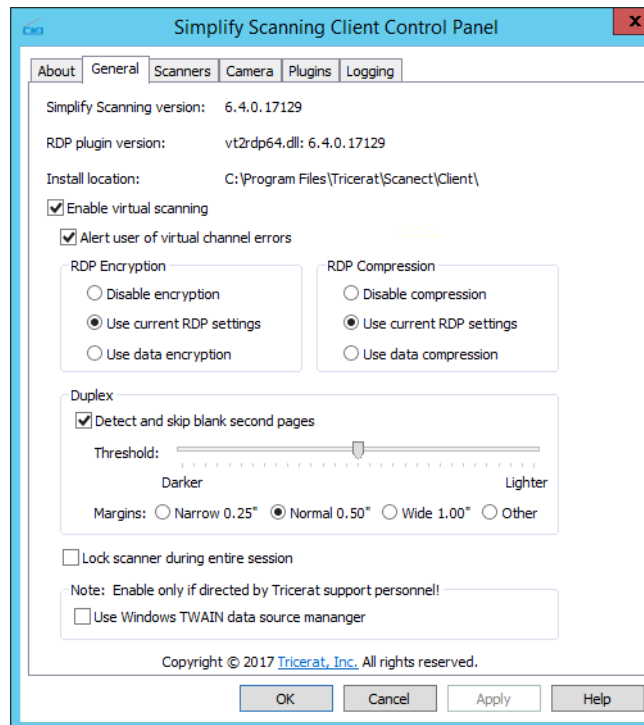 Simplify Scanning Client Control Panel
x
About General Scanners Camera Plugins Logging
Simplify Scanning version: 6.4.0.17129
RDP plugin version: vt2rdp64.dll: 6.4.0.17129
Install location: C:\Program Files\Tricerat\Scanect\Client\
Enable virtual scanning
Alert user of virtual channel errors
RDP Encryption RDP Compression
Disable encryption Disable compression
Use current RDP settings Use current RDP settings
Use data encryption Use data compression
Duplex
Detect and skip blank second pages
Threshold:
Darker Lighter
Margins: Narrow 0.25" Normal 0.50" Wide 1.00" Other
Lock scanner during entire session
Note: Enable only if directed by Tricerat support personnel!
Use Windows TWAIN data source mananger
Copyright © 2017 Tricerat, Inc. All rights reserved.
OK Cancel Apply Help